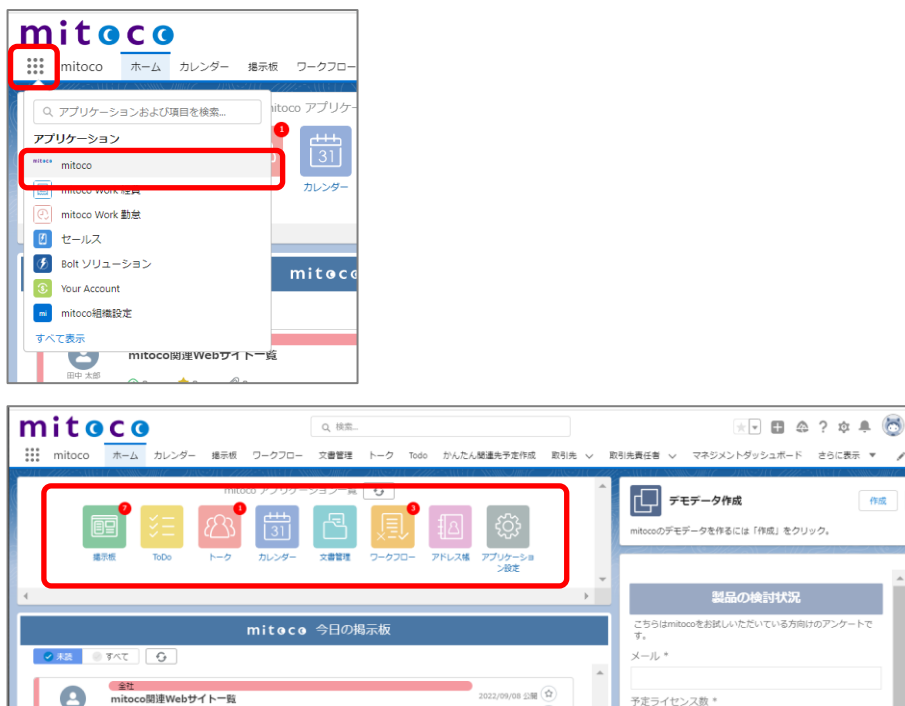 mitoco
mitoco ホーム カレンダー 掲示板 ワークフロー
アプリケーションおよび項目を検索...
mitoco アプリケー
アプリケーション
1
mitoco mitoco
カレンダー
31
mitoco Work 経費
mitoco Work 勤怠
セールス
Bolt ソリューション
mitoco
Your Account
mi mitoco組織設定
すべて表示
mitoco関連Webサイト一覧
田中 太郎
mitoco
検索...
mitoco ホーム カレンダー 掲示板 ワークフロー 文書管理 トーク Todo かんたん関連先予定作成 取引先 取引先責任者 マネジメントダッシュボード さらに表示
mitoco アプリケーション一覧
7 1 31 3
掲示板 ToDo トーク カレンダー 文書管理 ワークフロー アドレス帳 アプリケーショ
ン設定
デモデータ作成 作成
mitocoのデモデータを作るには「作成」をクリック。
製品の検討状況
こちらはmitocoをお試しいただいている方向けのアンケートで
す。
メール *
予定ライセンス数 *
mitoco 今日の掲示板
未読 すべて
全社
mitoco関連Webサイト一覧 2022/09/08 公開